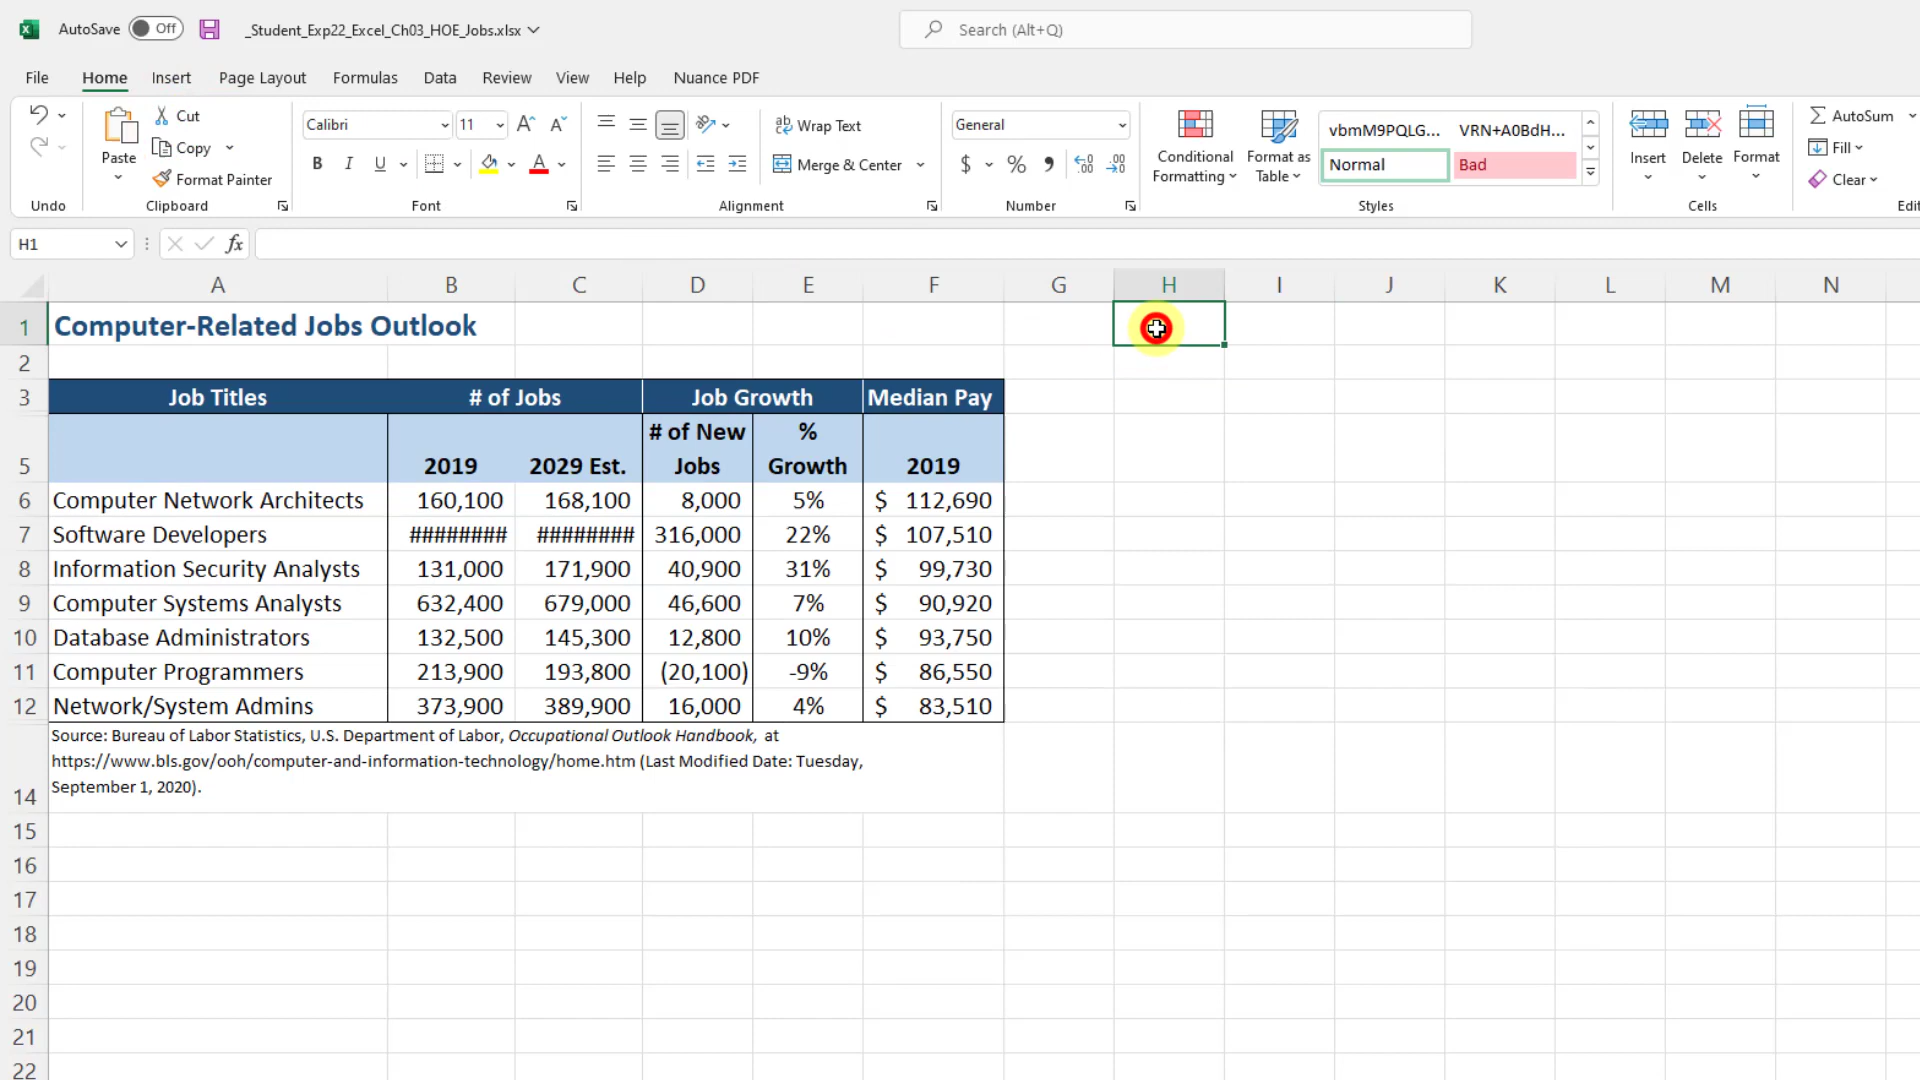 AutoSave Off _Student_Exp22_Excel_Ch03_HOE_Jobs.xlsx Search (Alt+Q)
File Home Insert Page Layout Formulas Data Review View Help Nuance PDF
Cut
Copy
Format Painter
Paste
Undo
Clipboard
Calibri 11
B I U
Font
Wrap Text
Merge & Center
Alignment
General
$ %
Number
Conditional Formatting
Format as Table
vbmM9PQLG... VRN+A0BdH...
Normal Bad
Styles
Insert Delete Format
Cells
AutoSum
Fill
Clear
Edit
H1 fx
A B C D E F G H I J K L M N
1 Computer-Related Jobs Outlook
2
3 Job Titles # of Jobs Job Growth Median Pay
# of New %
5 2019 2029 Est. Jobs Growth 2019
6 Computer Network Architects 160,100 168,100 8,000 5% $ 112,690
7 Software Developers ######## ######## 316,000 22% $ 107,510
8 Information Security Analysts 131,000 171,900 40,900 31% $ 99,730
9 Computer Systems Analysts 632,400 679,000 46,600 7% $ 90,920
10 Database Administrators 132,500 145,300 12,800 10% $ 93,750
11 Computer Programmers 213,900 193,800 (20,100) -9% $ 86,550
12 Network/System Admins 373,900 389,900 16,000 4% $ 83,510
Source: Bureau of Labor Statistics, U.S. Department of Labor, Occupational Outlook Handbook, at
https://www.bls.gov/ooh/computer-and-information-technology/home.htm (Last Modified Date: Tuesday,
14 September 1, 2020).
15
16
17
18
19
20
21
22